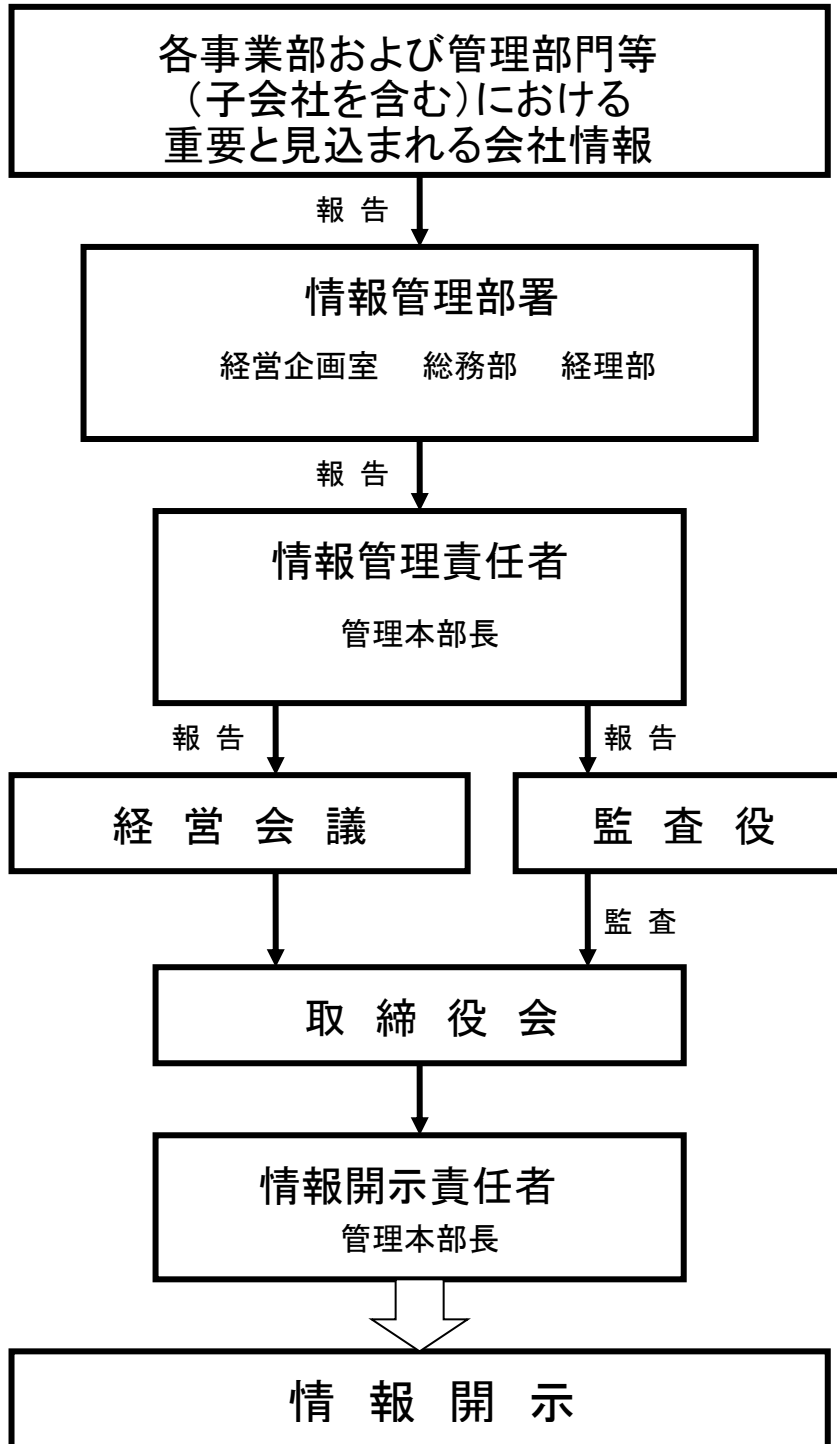 各事業部および管理部門等
(子会社を含む)における
重要と見込まれる会社情報
報 告
情報管理部署
経営企画室 総務部 経理部
報 告
情報管理責任者
管理本部長
報 告 報 告
経 営 会 議 監 査 役
監 査
取 締 役 会
情報開示責任者
管理本部長
情 報 開 示